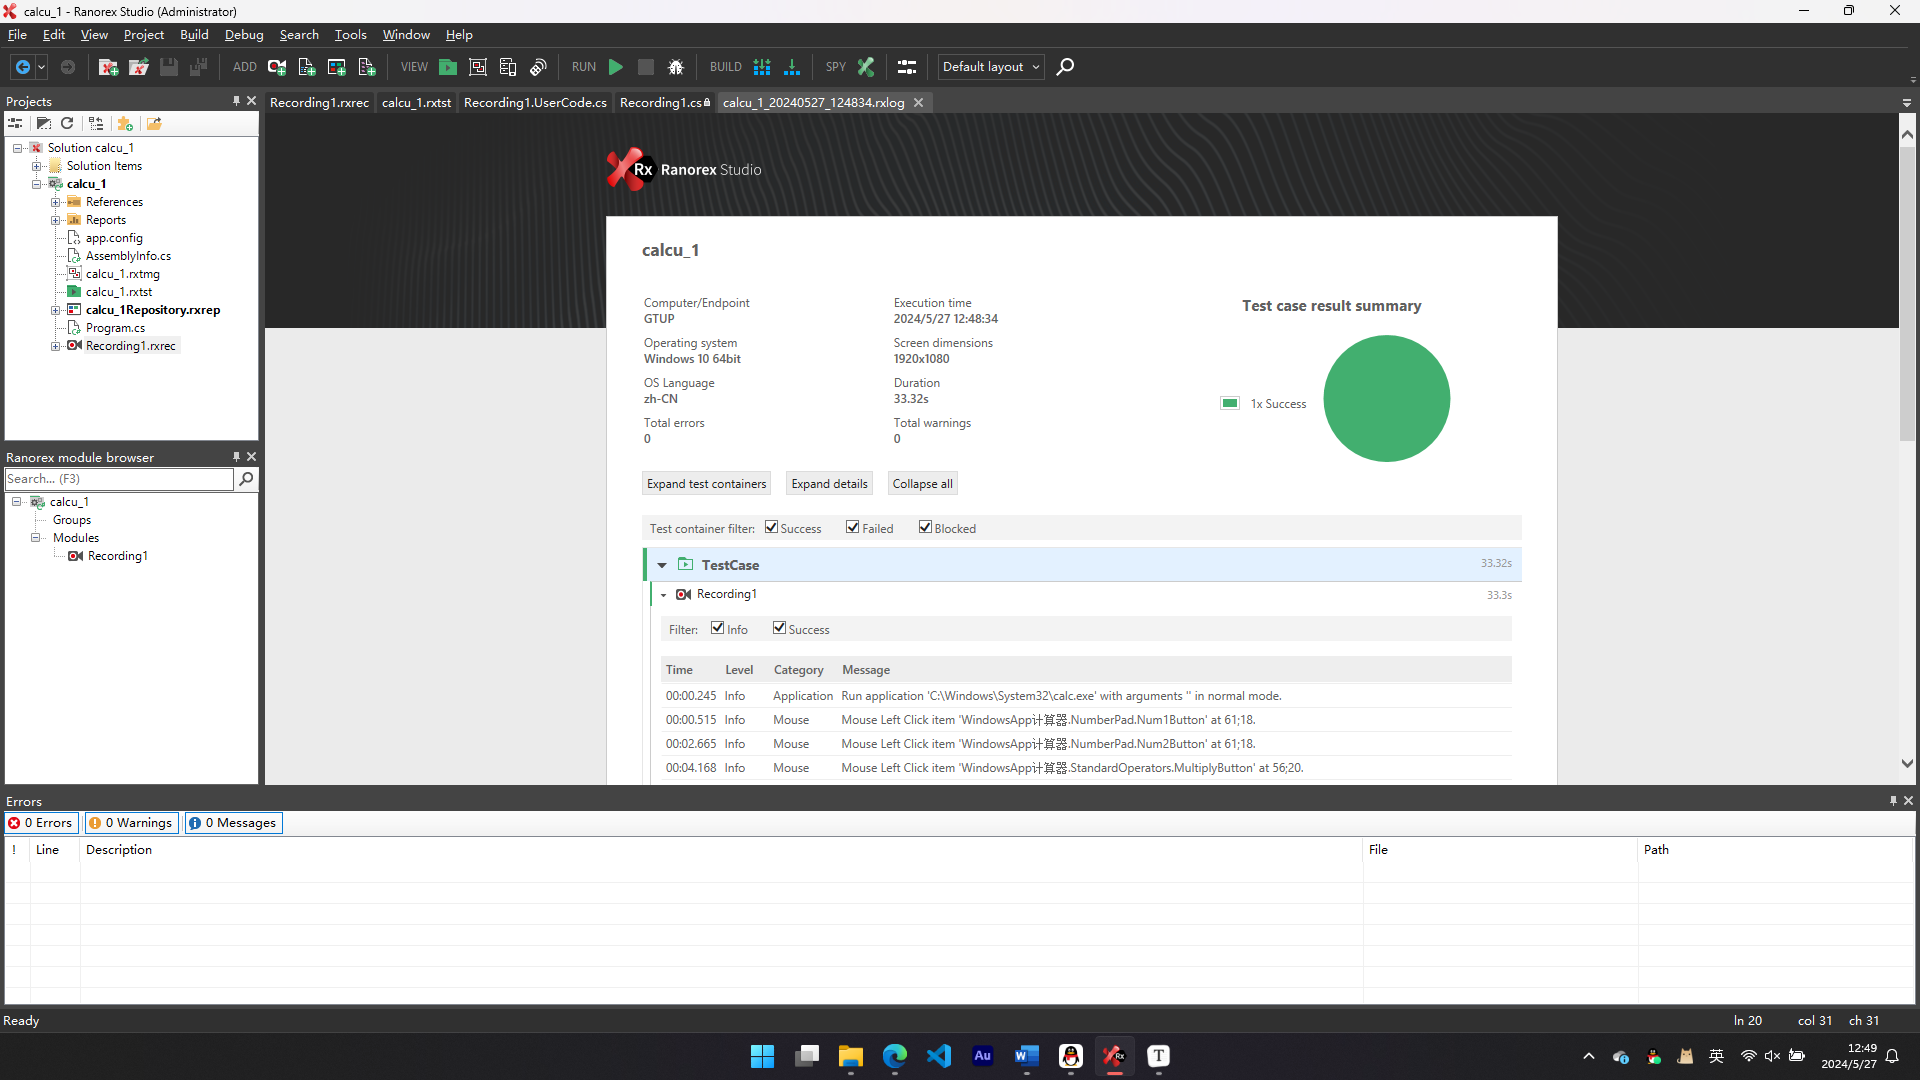 calcu_1 - Ranorex Studio (Administrator)
File Edit View Project Build Debug Search Tools Window Help
ADD VIEW RUN BUILD SPY Default layout
Projects
Recording1.rxrec calcu_1.rxtst Recording1.UserCode.cs Recording1.cs calcu_1_20240527_124834.rxlog
Solution calcu_1
Solution Items
calcu_1
References
Reports
app.config
AssemblyInfo.cs
calcu_1.rxtmg
calcu_1.rxtst
calcu_1Repository.rxrep
Program.cs
Recording1.rxrec
Ranorex module browser
Search... (F3)
calcu_1
Groups
Modules
Recording1
Rx Ranorex Studio
calcu_1
Computer/Endpoint
GTUP
Execution time
2024/5/27 12:48:34
Operating system
Windows 10 64bit
Screen dimensions
1920x1080
OS Language
zh-CN
Duration
33.32s
Total errors
0
Total warnings
0
Test case result summary
1x Success
Expand test containers Expand details Collapse all
Test container filter: Success Failed Blocked
TestCase 33.32s
Recording1 33.3s
Filter: Info Success
Time Level Category Message
00:00.245 Info Application Run application 'C:\Windows\System32\calc.exe' with arguments '' in normal mode.
00:00.515 Info Mouse Mouse Left Click item 'WindowsApp计算器.NumberPad.Num1Button' at 61;18.
00:02.665 Info Mouse Mouse Left Click item 'WindowsApp计算器.NumberPad.Num2Button' at 61;18.
00:04.168 Info Mouse Mouse Left Click item 'WindowsApp计算器.StandardOperators.MultiplyButton' at 56;20.
Errors
0 Errors 0 Warnings 0 Messages
! Line Description File Path
Ready ln 20 col 31 ch 31
Au W Rx T 英 12:49
2024/5/27